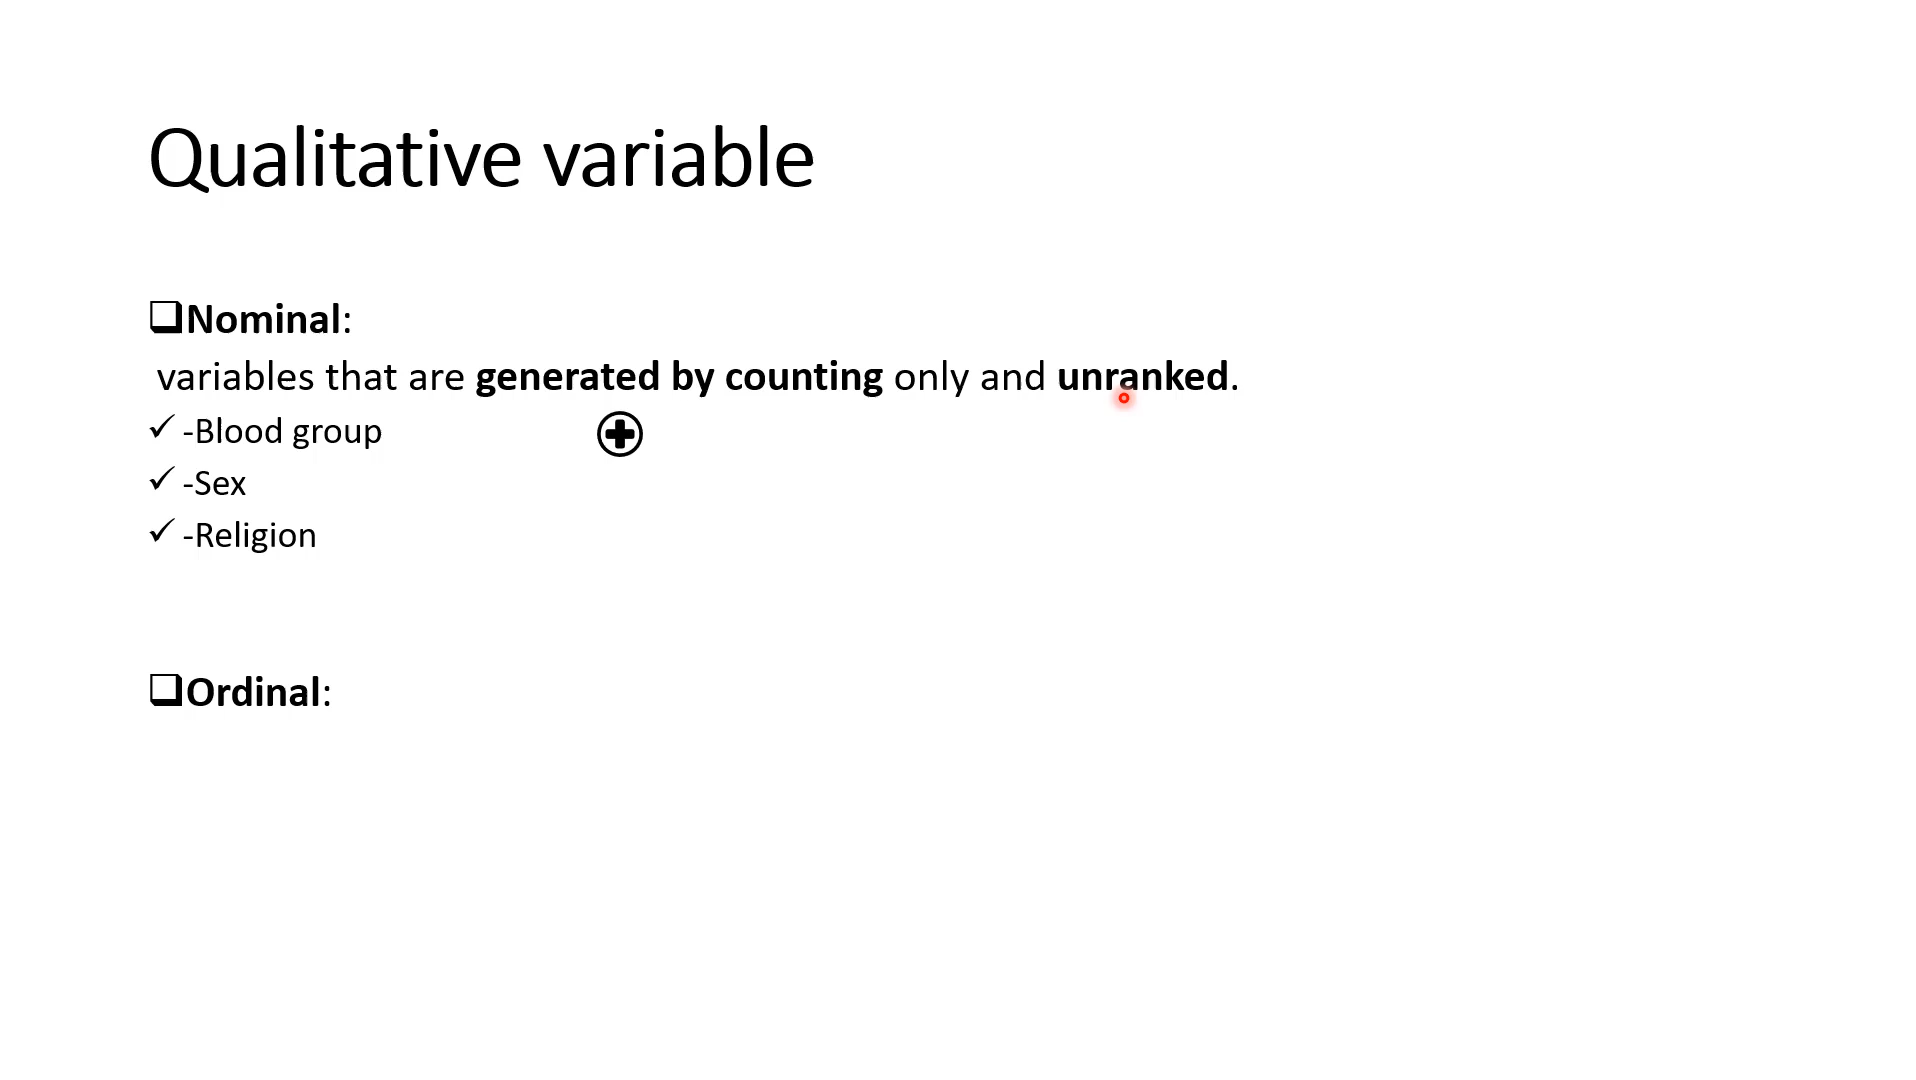 Qualitative variable
Nominal:
variables that are generated by counting only and unranked.
-Blood group
-Sex
-Religion
Ordinal: